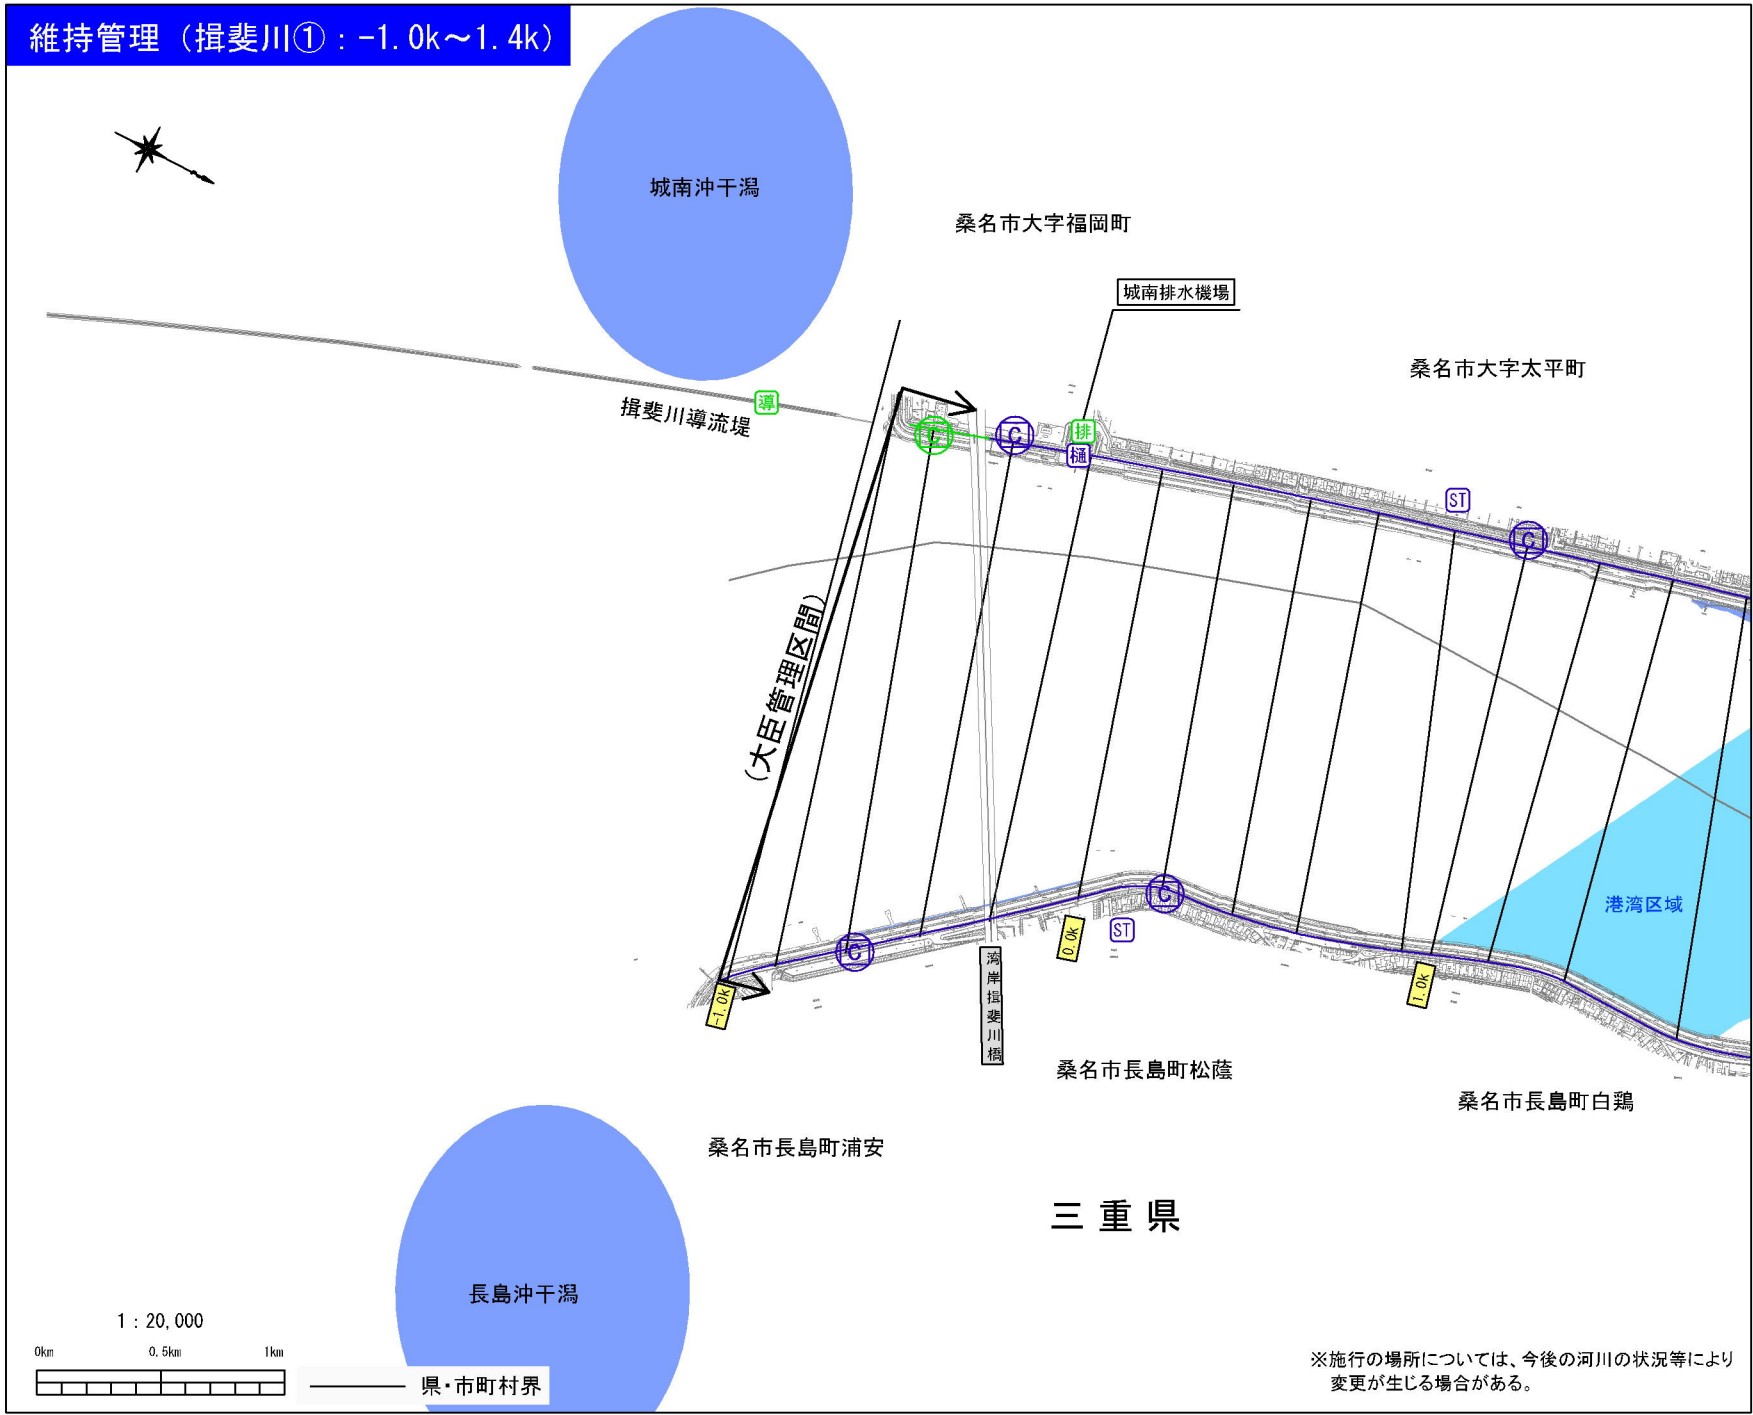 維持管理（揖斐川①：-1.0k～1.4k）
城南沖干潟
桑名市大字福岡町
城南排水機場
桑名市大字太平町
導
揖斐川導流堤
C
C
排
樋
ST
C
（大臣管理区間）
港湾区域
C
C
ST
0.0k
-1.0k
1.0k
湾岸揖斐川橋
桑名市長島町松蔭
桑名市長島町白鶏
桑名市長島町浦安
三重県
長島沖干潟
1：20,000
0km 0.5km 1km
県・市町村界
※施行の場所については、今後の河川の状況等により
変更が生じる場合がある。